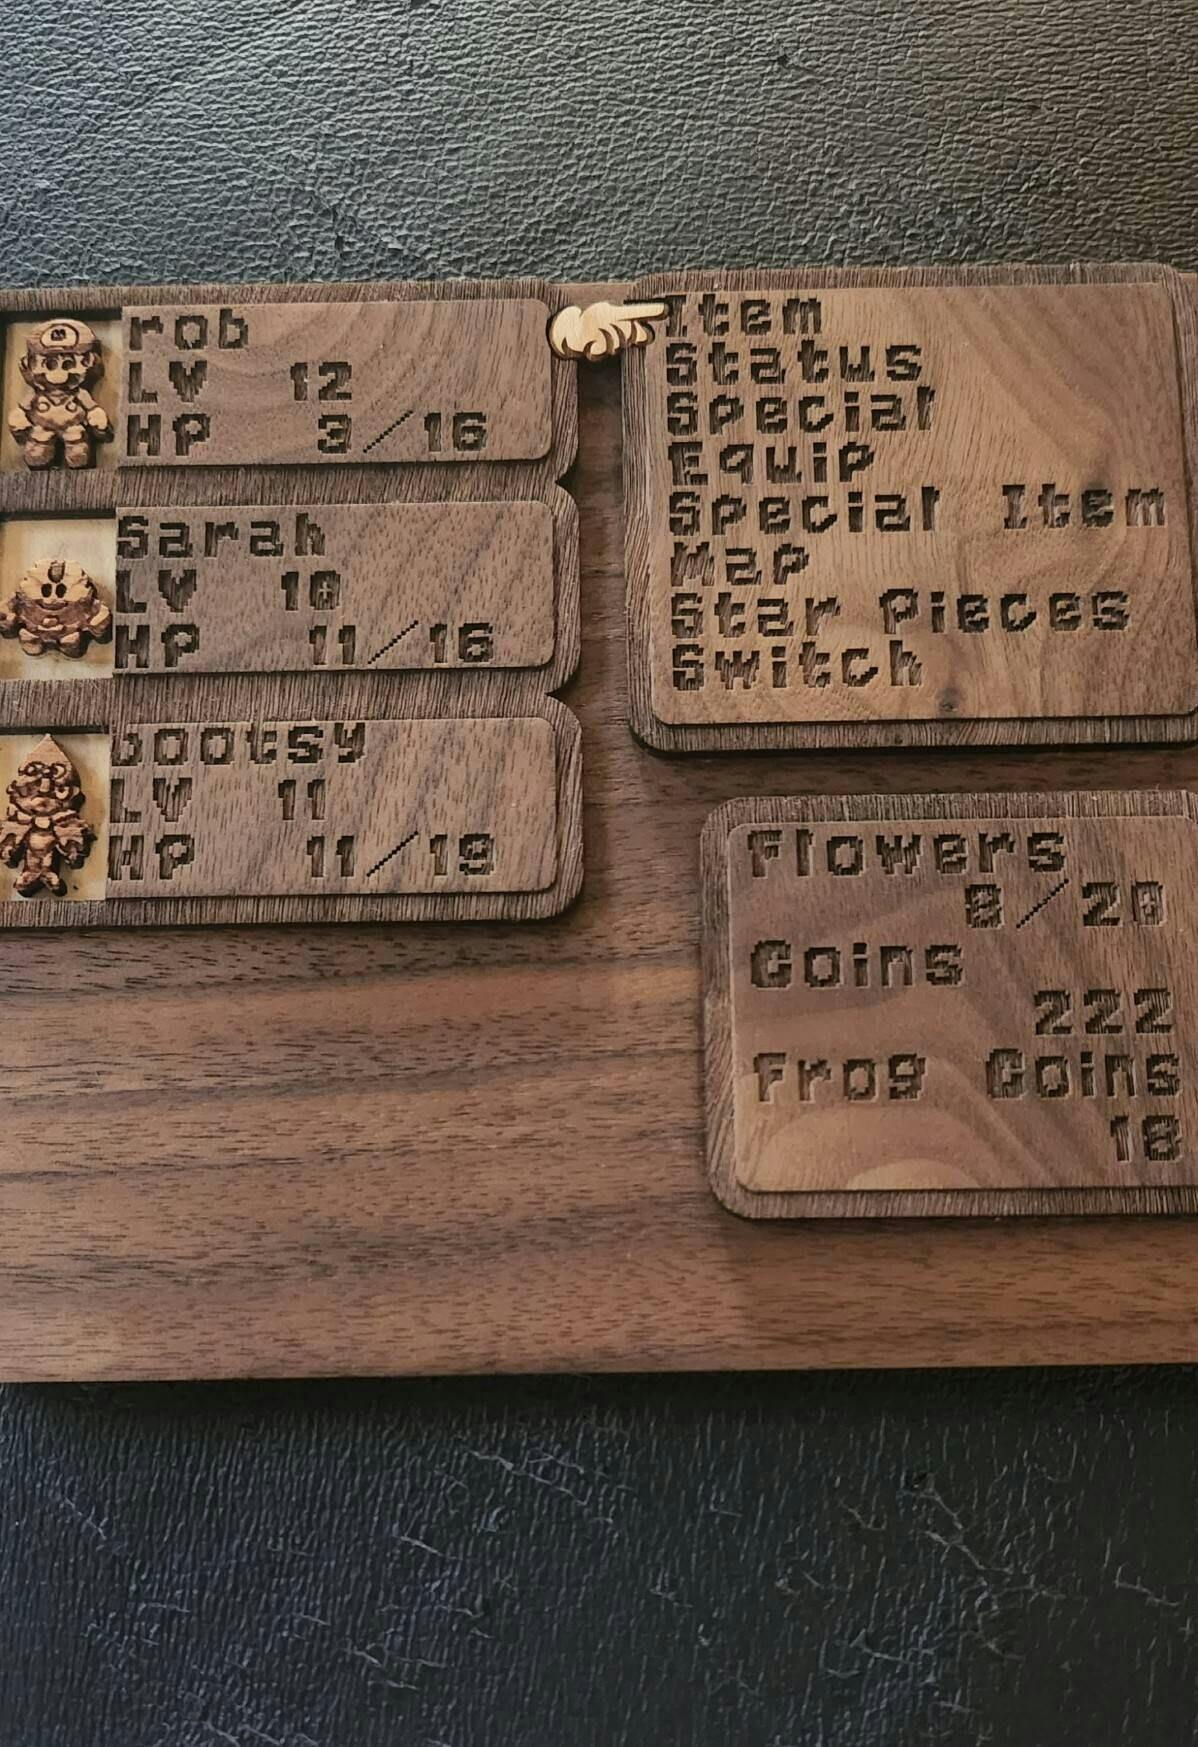 rob
LV 12
HP 3/16
Sarah
LV 10
HP 11/16
bootsy
LV 11
HP 11/19
Item
Status
Special
Equip
Special Item
Map
Star Pieces
Switch
Flowers
8/20
Coins
222
Frog Coins
18